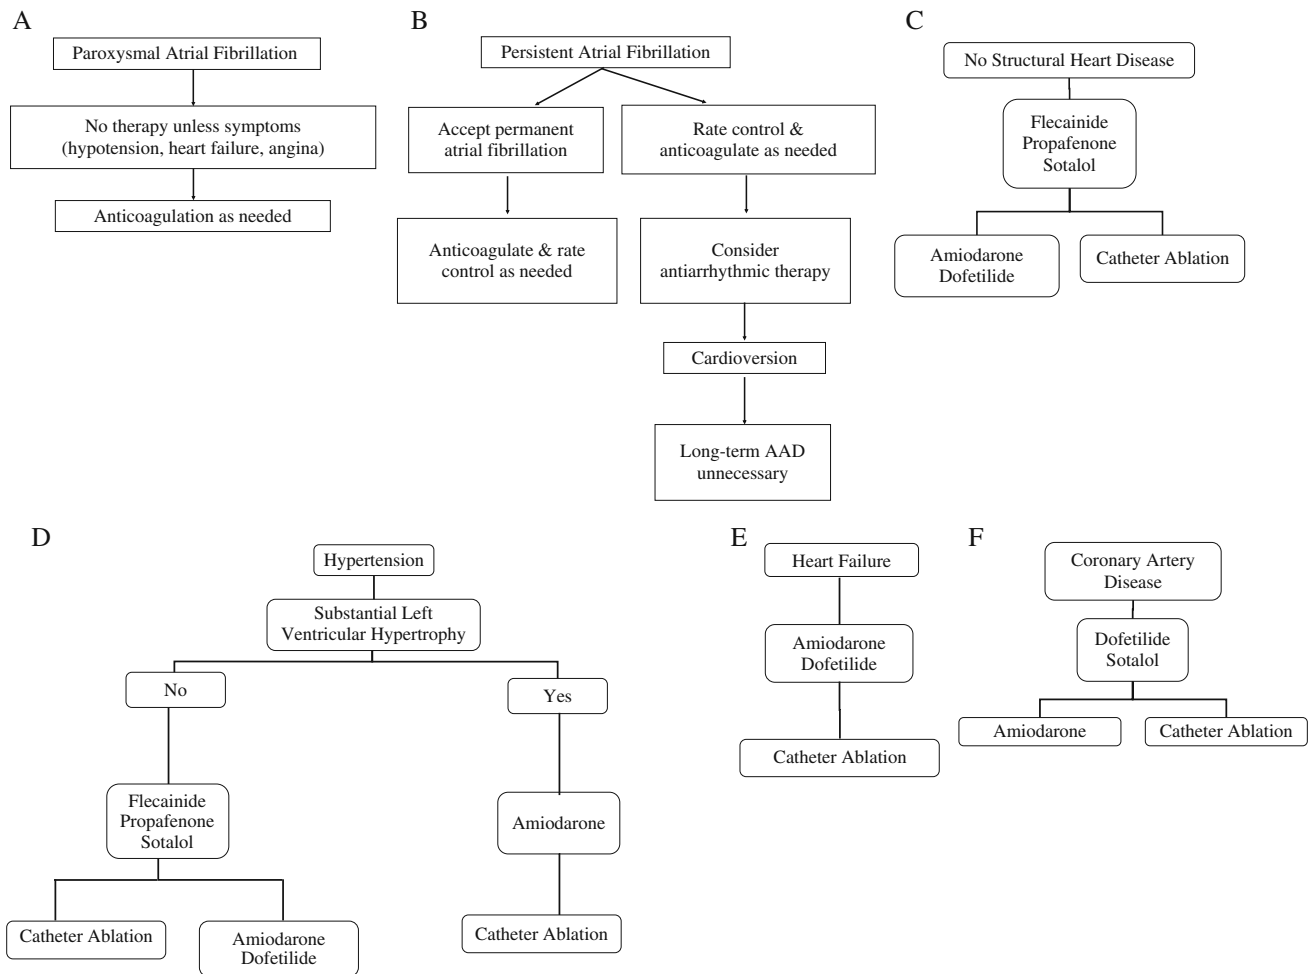 A
Paroxysmal Atrial Fibrillation
No therapy unless symptoms
(hypotension, heart failure, angina)
Anticoagulation as needed
B
Persistent Atrial Fibrillation
Accept permanent
atrial fibrillation
Rate control &
anticoagulate as needed
Anticoagulate & rate
control as needed
Consider
antiarrhythmic therapy
Cardioversion
Long-term AAD
unnecessary
C
No Structural Heart Disease
Flecainide
Propafenone
Sotalol
Amiodarone
Dofetilide
Catheter Ablation
D
Hypertension
Substantial Left
Ventricular Hypertrophy
No
Yes
Flecainide
Propafenone
Sotalol
Amiodarone
Catheter Ablation
Amiodarone
Dofetilide
Catheter Ablation
E
Heart Failure
Amiodarone
Dofetilide
Catheter Ablation
F
Coronary Artery
Disease
Dofetilide
Sotalol
Amiodarone
Catheter Ablation